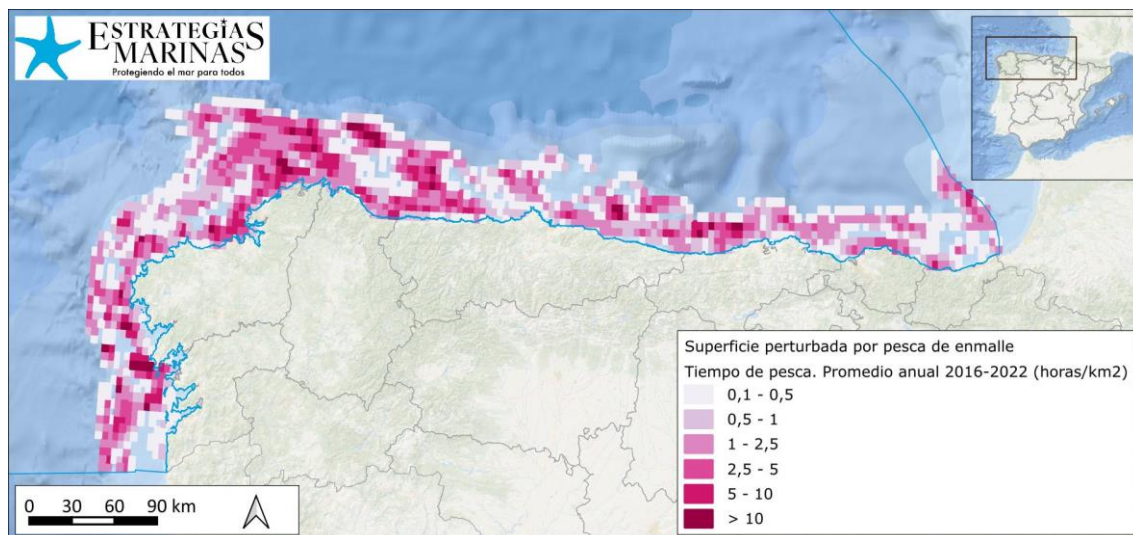 ESTRATEGIAS
MARINAS
Protegiendo el mar para todos
Superficie perturbada por pesca de enmalle
Tiempo de pesca. Promedio anual 2016-2022 (horas/km2)
0,1 - 0,5
0,5 - 1
1 - 2,5
2,5 - 5
5 - 10
> 10
0 30 60 90 km